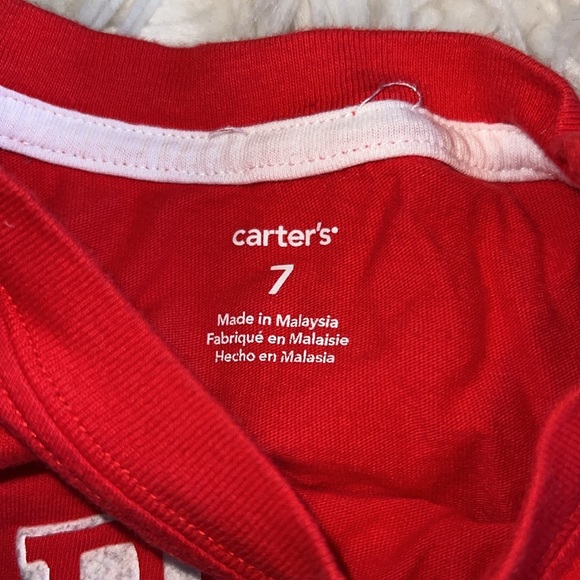 carter's
7
Made in Malaysia
Fabriqué en Malaisie
Hecho en Malasia